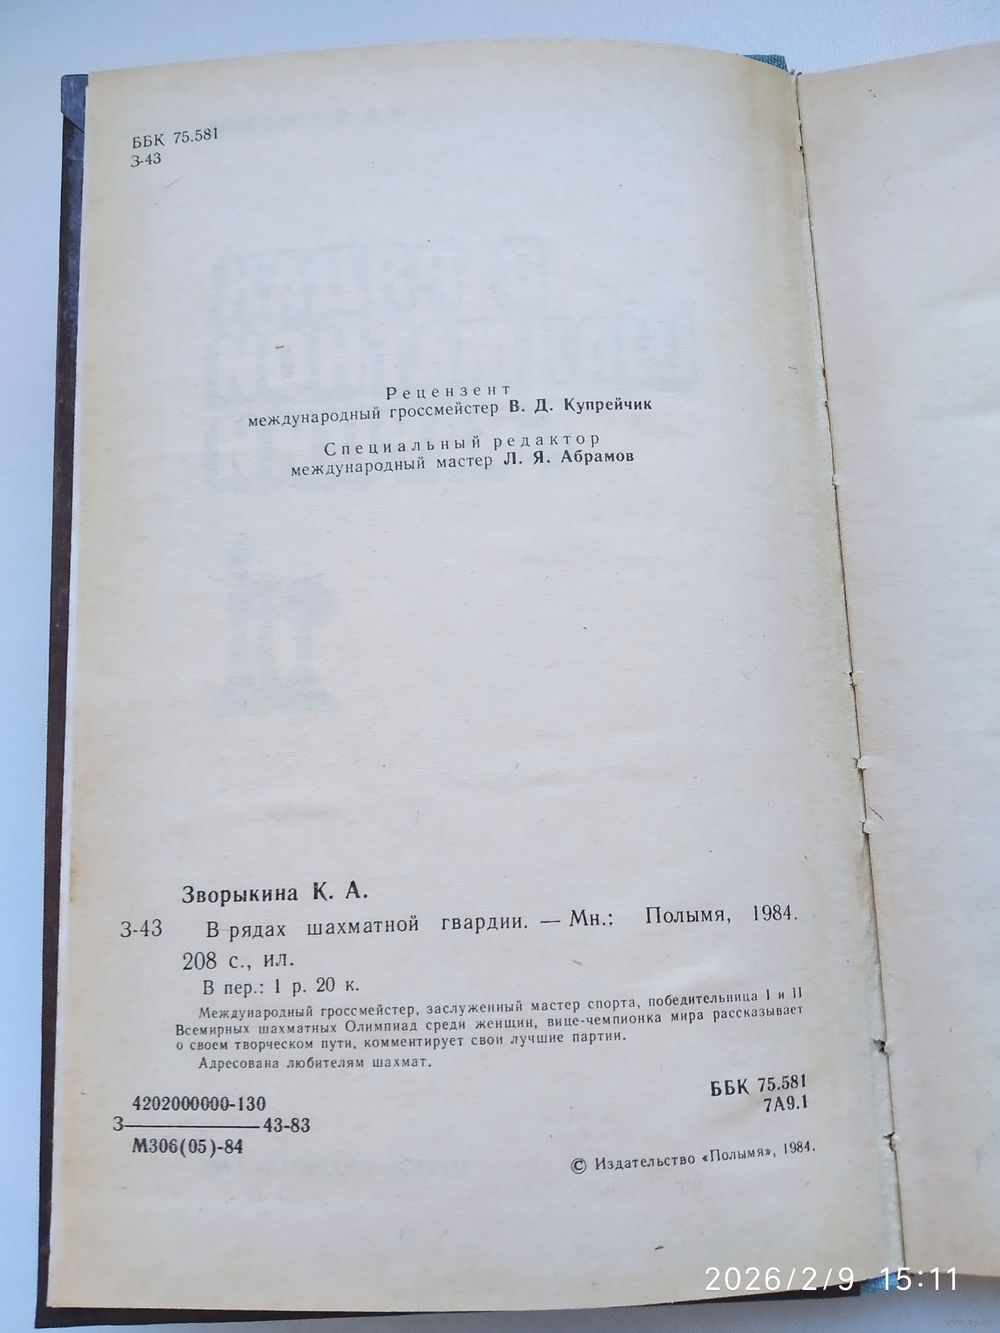 ББК 75.581
З-43
Рецензент
международный гроссмейстер В. Д. Купрейчик
Специальный редактор
международный мастер Л. Я. Абрамов
Зворыкина К. А.
З-43 В рядах шахматной гвардии. — Мн.: Полымя, 1984.
208 с., ил.
В пер.: 1 р. 20 к.
Международный гроссмейстер, заслуженный мастер спорта, победительница I и II
Всемирных шахматных Олимпиад среди женщин, вице-чемпионка мира рассказывает
о своем творческом пути, комментирует свои лучшие партии.
Адресована любителям шахмат.
4202000000-130
З————43-83
М306(05)-84
ББК 75.581
7А9.1
© Издательство «Полымя», 1984.
2026/2/9 15:11
www.ay.by